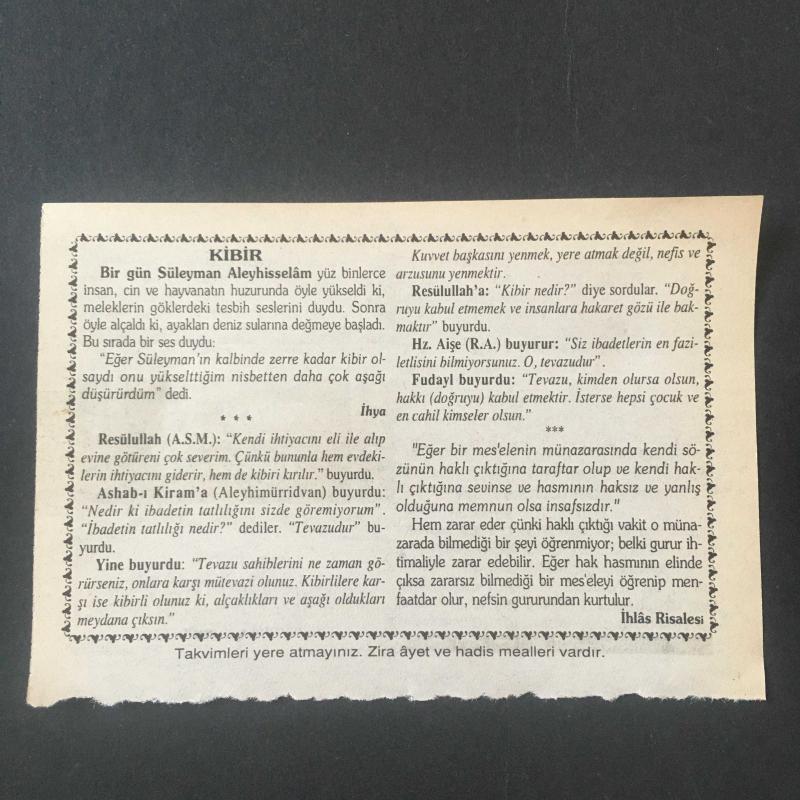 KİBİR
Bir gün Süleyman Aleyhisselâm yüz binlerce
insan, cin ve hayvanatın huzurunda öyle yükseldi ki,
meleklerin göklerdeki tesbih seslerini duydu. Sonra
öyle alçaldi ki, ayakları deniz sularına değmeye başladı.
Bu sırada bir ses duydu:
"Eğer Süleyman'ın kalbinde zerre kadar kibir ol-
saydı onu yükselttiğim nisbetten daha çok aşağı
düşürürdüm" dedi.
İhya
* * *
Resülullah (A.S.M.): "Kendi ihtiyacını eli ile alıp
evine götüreni çok severim. Çünkü bununla hem evdeki-
lerin ihtiyacını giderir, hem de kibiri kırılır." buyurdu.
Ashab-ı Kiram'a (Aleyhimürridvan) buyurdu:
"Nedir ki ibadetin tatlılığını sizde göremiyorum".
"İbadetin tatlılığı nedir?" dediler. "Tevazudur" bu-
yurdu.
Yine buyurdu: "Tevazu sahiblerini ne zaman gö-
rürseniz, onlara karşı mütevazi olunuz. Kibirlilere kar-
şı ise kibirli olunuz ki, alçaklıkları ve aşağı oldukları
meydana çıksın."
Kuvvet başkasını yenmek, yere atmak değil, nefis ve
arzusunu yenmektir.
Resülullah'a: "Kibir nedir?" diye sordular. "Doğ-
ruyu kabul etmemek ve insanlara hakaret gözü ile bak-
maktır" buyurdu.
Hz. Aişe (R.A.) buyurur: "Siz ibadetlerin en fazi-
letlisini bilmiyorsunuz. O, tevazudur".
Fudayl buyurdu: "Tevazu, kimden olursa olsun,
hakkı (doğruyu) kabul etmektir. İsterse hepsi çocuk ve
en cahil kimseler olsun."
***
"Eğer bir mes'elenin münazarasında kendi sö-
zünün haklı çıktığına taraftar olup ve kendi hak-
lı çıktığına sevinse ve hasmının haksız ve yanlış
olduğuna memnun olsa insafsızdır."
Hem zarar eder çünki haklı çıktığı vakit o müna-
zarada bilmediği bir şeyi öğrenmiyor; belki gurur ih-
timaliyle zarar edebilir. Eğer hak hasmının elinde
çıksa zararsız bilmediği bir mes'eleyi öğrenip men-
faatdar olur, nefsin gururundan kurtulur.
İhlâs Risalesi
Takvimleri yere atmayınız. Zira âyet ve hadis mealleri vardır.